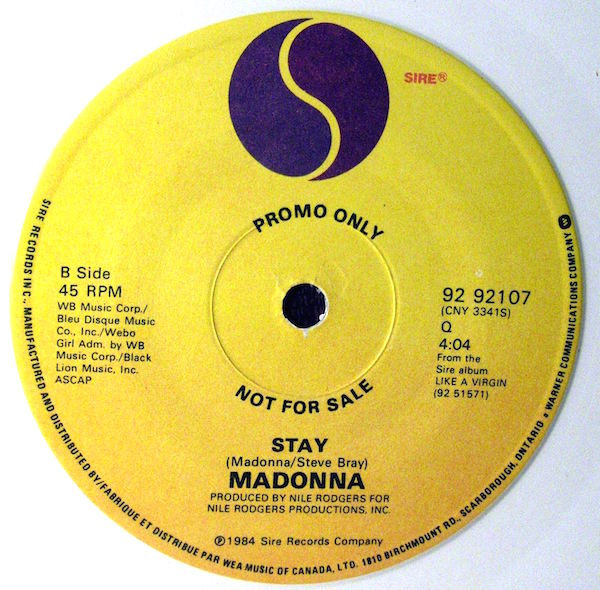 SIRE®
PROMO ONLY
B Side
45 RPM
WB Music Corp./
Bleu Disque Music
Co., Inc./Webo
Girl Adm. by WB
Music Corp./Black
Lion Music, Inc.
ASCAP
92 92107
(CNY 3341S)
Q
4:04
From the
Sire album
LIKE A VIRGIN
(92 51571)
NOT FOR SALE
STAY
(Madonna/Steve Bray)
MADONNA
PRODUCED BY NILE RODGERS FOR
NILE RODGERS PRODUCTIONS, INC.
℗1984 Sire Records Company
SIRE RECORDS INC., MANUFACTURED AND DISTRIBUTED BY/FABRIQUE ET DISTRIBUE PAR WEA MUSIC OF CANADA, LTD. 1810 BIRCHMOUNT RD., SCARBOROUGH, ONTARIO • WARNER COMMUNICATIONS COMPANY